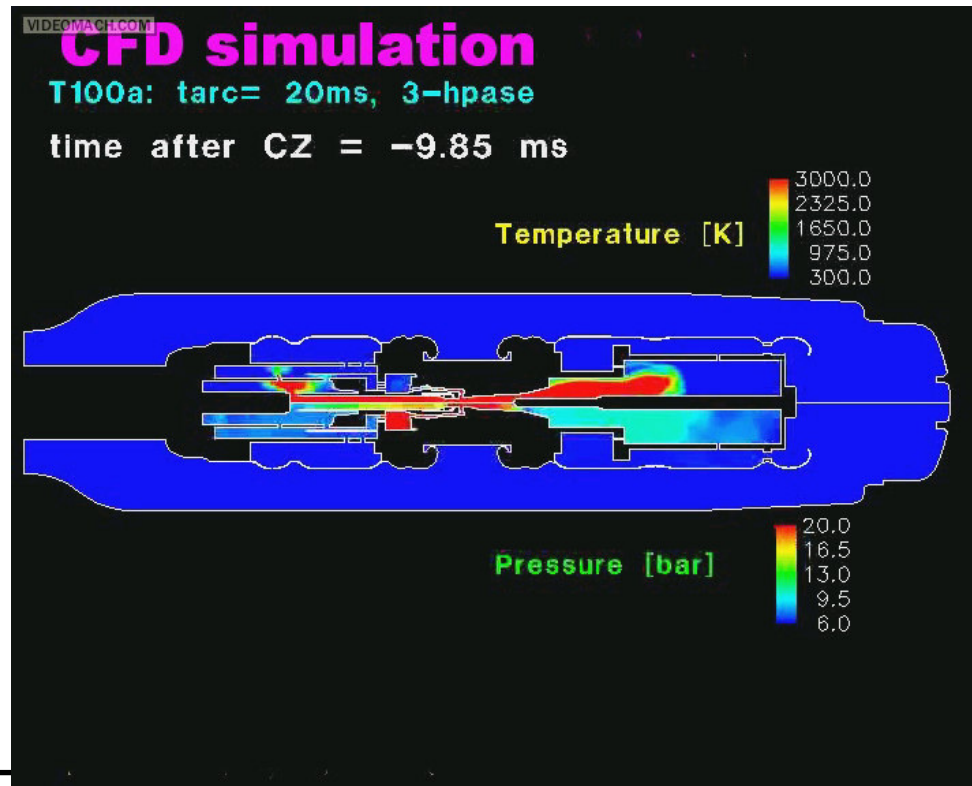 VIDEOMACH.COM
CFD simulation
T100a: tarc= 20ms, 3-hpase
time after CZ = -9.85 ms
3000.0
2325.0
Temperature [K]
1650.0
975.0
300.0
20.0
16.5
Pressure [bar]
13.0
9.5
6.0